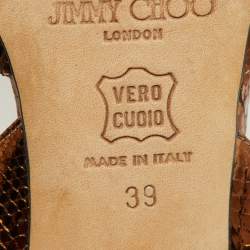 JIMMY CHOO
LONDON
VERO
CUOIO
MADE IN ITALY
39